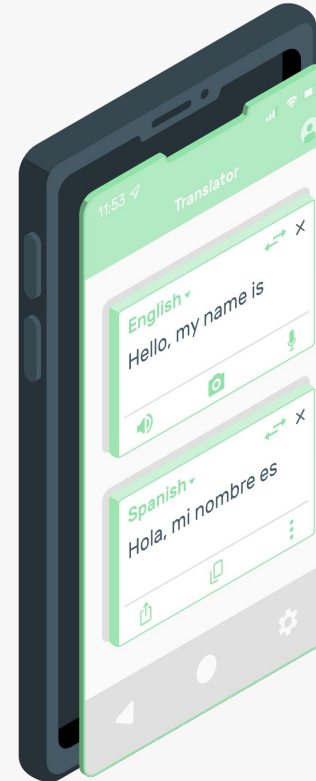 11:53
Translator
English
Hello, my name is
Spanish
Hola, mi nombre es